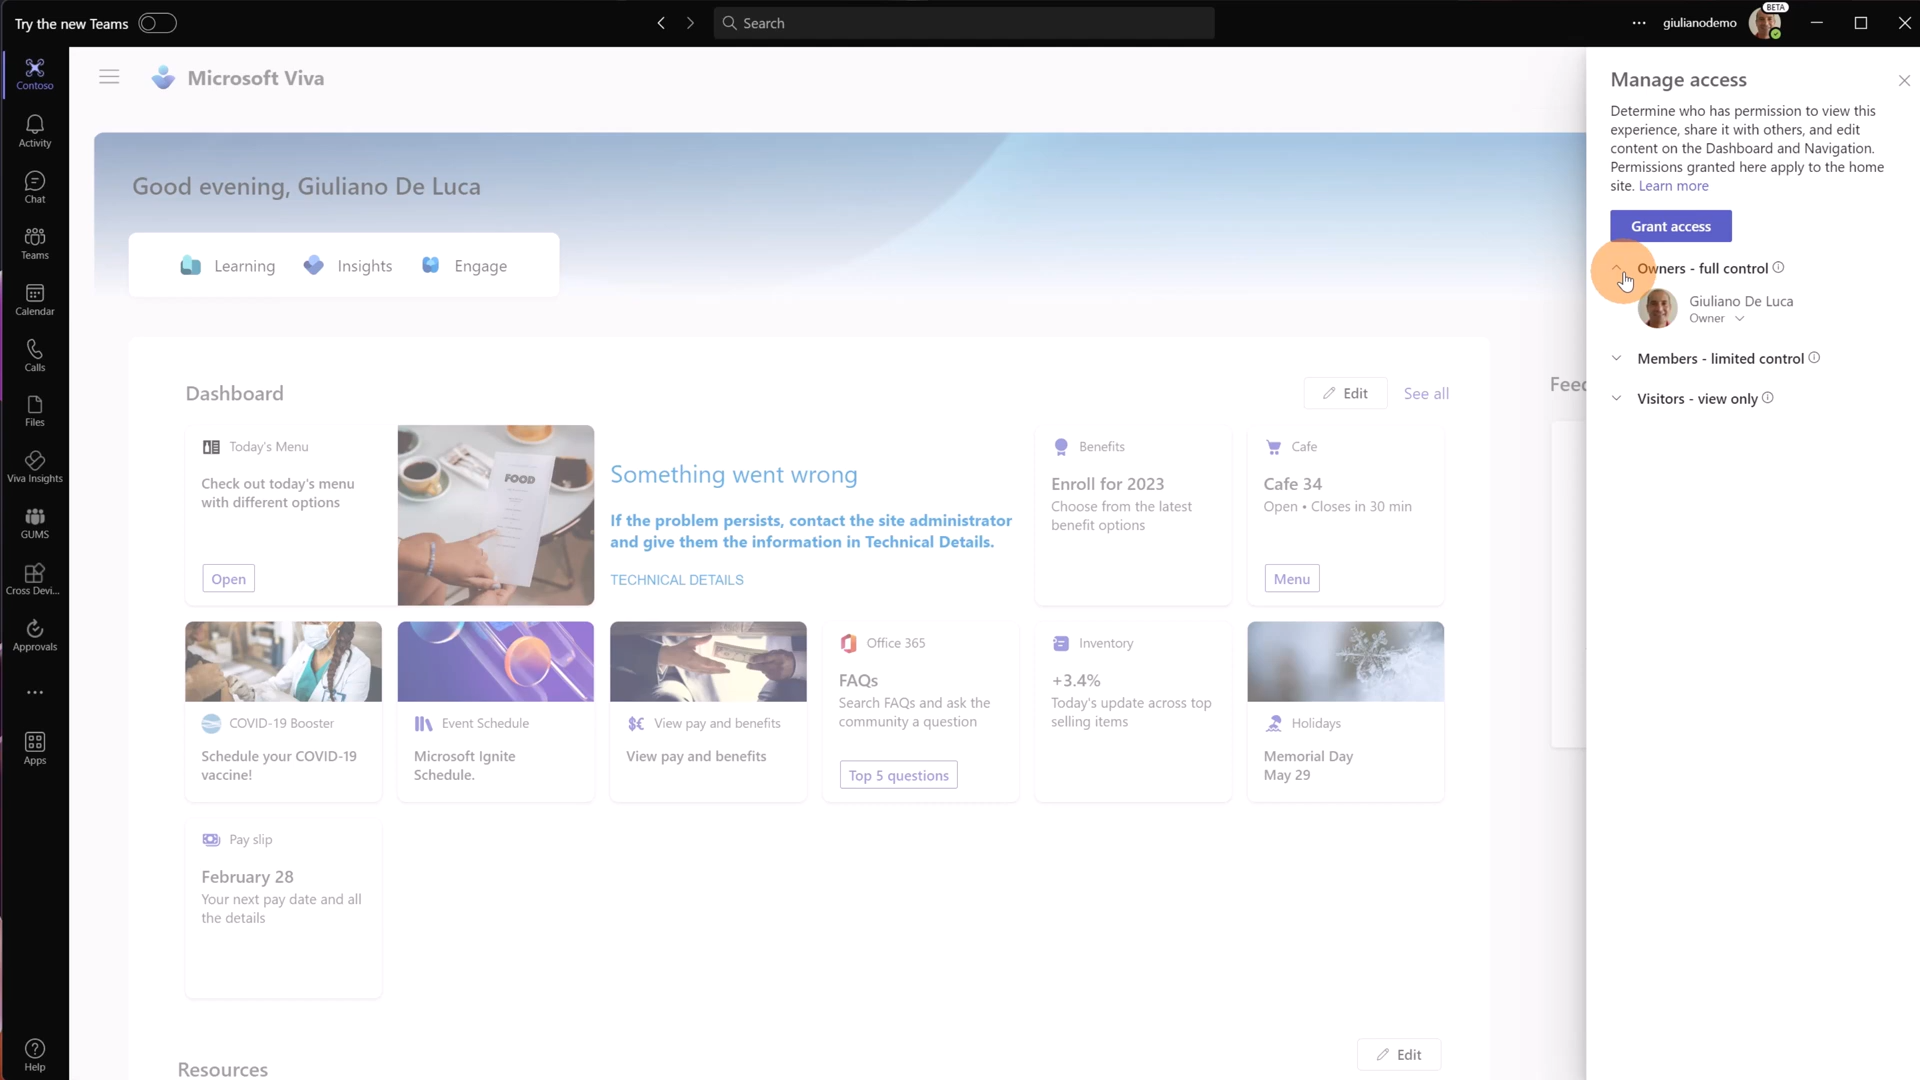 Try the new Teams
Search
giulianodemo
BETA
Contoso
Activity
Chat
Teams
Calendar
Calls
Files
Viva Insights
GUMS
Cross Devi...
Approvals
Apps
Help
Microsoft Viva
Good evening, Giuliano De Luca
Learning
Insights
Engage
Dashboard
Edit
See all
Feed
Today's Menu
Check out today's menu
with different options
Open
FOOD
Something went wrong
If the problem persists, contact the site administrator
and give them the information in Technical Details.
TECHNICAL DETAILS
Benefits
Enroll for 2023
Choose from the latest
benefit options
Cafe
Cafe 34
Open • Closes in 30 min
Menu
COVID-19 Booster
Schedule your COVID-19
vaccine!
Event Schedule
Microsoft Ignite
Schedule.
View pay and benefits
View pay and benefits
Office 365
FAQs
Search FAQs and ask the
community a question
Top 5 questions
Inventory
+3.4%
Today's update across top
selling items
Holidays
Memorial Day
May 29
Pay slip
February 28
Your next pay date and all
the details
Resources
Edit
Manage access
Determine who has permission to view this
experience, share it with others, and edit
content on the Dashboard and Navigation.
Permissions granted here apply to the home
site. Learn more
Grant access
Owners - full control
Giuliano De Luca
Owner
Members - limited control
Visitors - view only